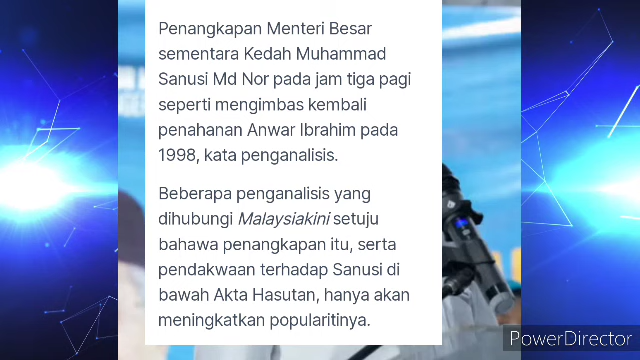 Penangkapan Menteri Besar
sementara Kedah Muhammad
Sanusi Md Nor pada jam tiga pagi
seperti mengimbas kembali
penahanan Anwar Ibrahim pada
1998, kata penganalisis.
Beberapa penganalisis yang
dihubungi Malaysiakini setuju
bahawa penangkapan itu, serta
pendakwaan terhadap Sanusi di
bawah Akta Hasutan, hanya akan
meningkatkan popularitinya.
PowerDirector